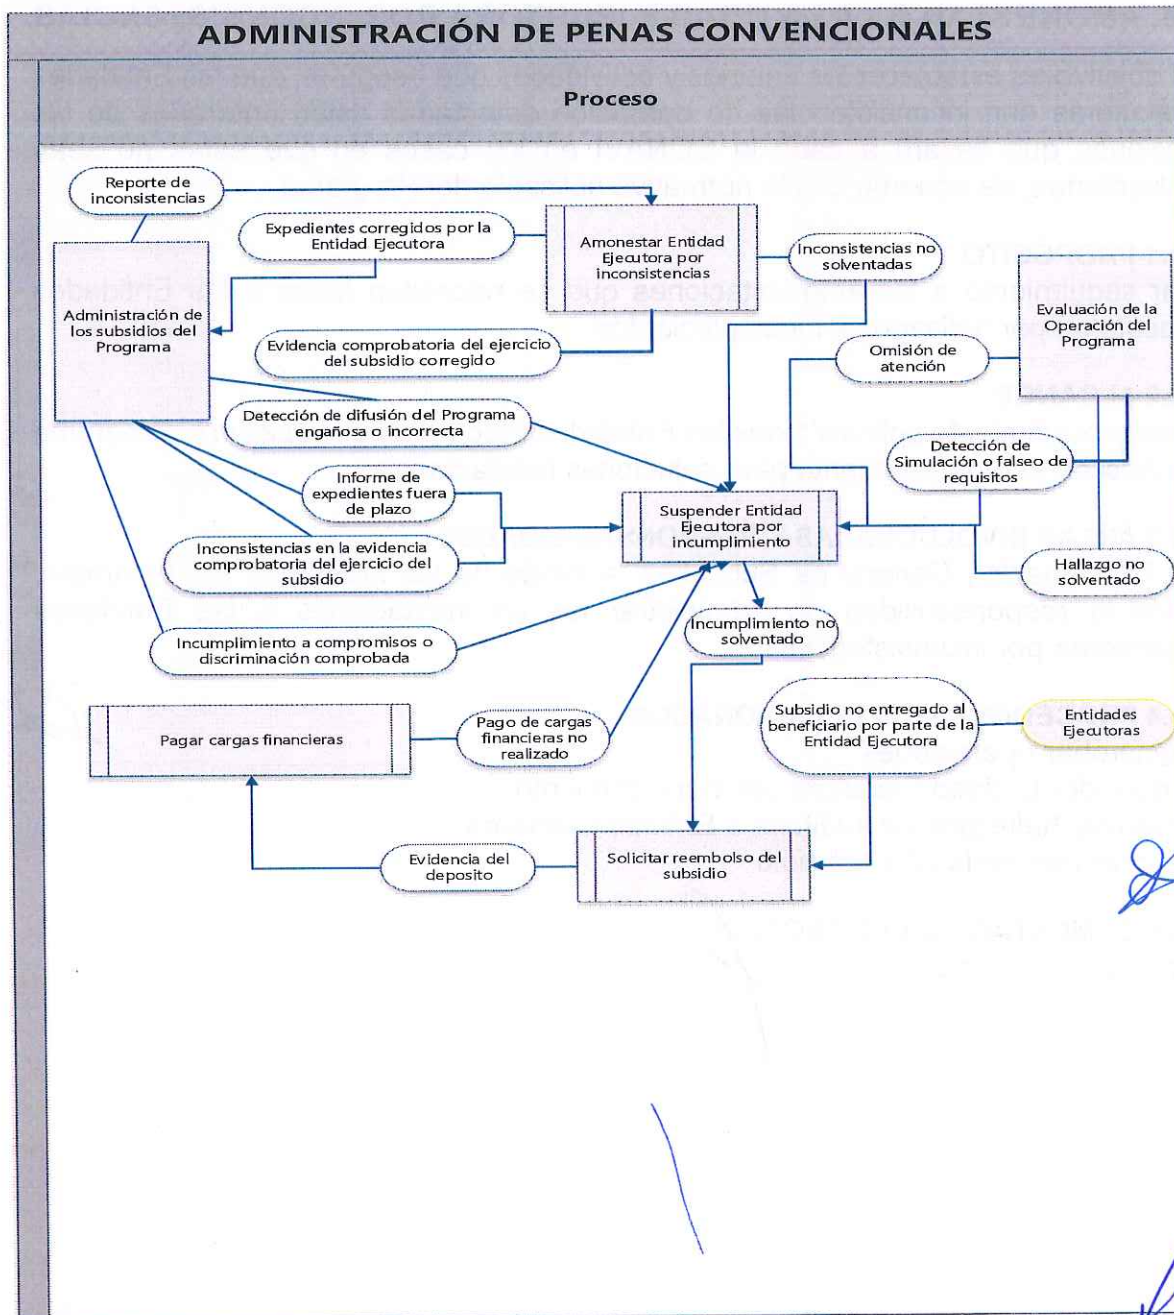 ADMINISTRACIÓN DE PENAS CONVENCIONALES
Proceso
Reporte de
inconsistencias
Expedientes corregidos por la
Entidad Ejecutora
Amonestar Entidad
Ejecutora por
inconsistencias
Inconsistencias no
solventadas
Administración de
los subsidios del
Programa
Evaluación de la
Operación del
Programa
Evidencia comprobatoria del ejercicio
del subsidio corregido
Omisión de
atención
Detección de difusión del Programa
engañosa o incorrecta
Detección de
Simulación o falseo de
requisitos
Informe de
expedientes fuera
de plazo
Suspender Entidad
Ejecutora por
incumplimiento
Inconsistencias en la evidencia
comprobatoria del ejercicio del
subsidio
Hallazgo no
solventado
Incumplimiento no
solventado
Incumplimiento a compromisos o
discriminación comprobada
Subsidio no entregado al
beneficiario por parte de la
Entidad Ejecutora
Entidades
Ejecutoras
Pagar cargas financieras
Pago de cargas
financieras no
realizado
Evidencia del
deposito
Solicitar reembolso del
subsidio